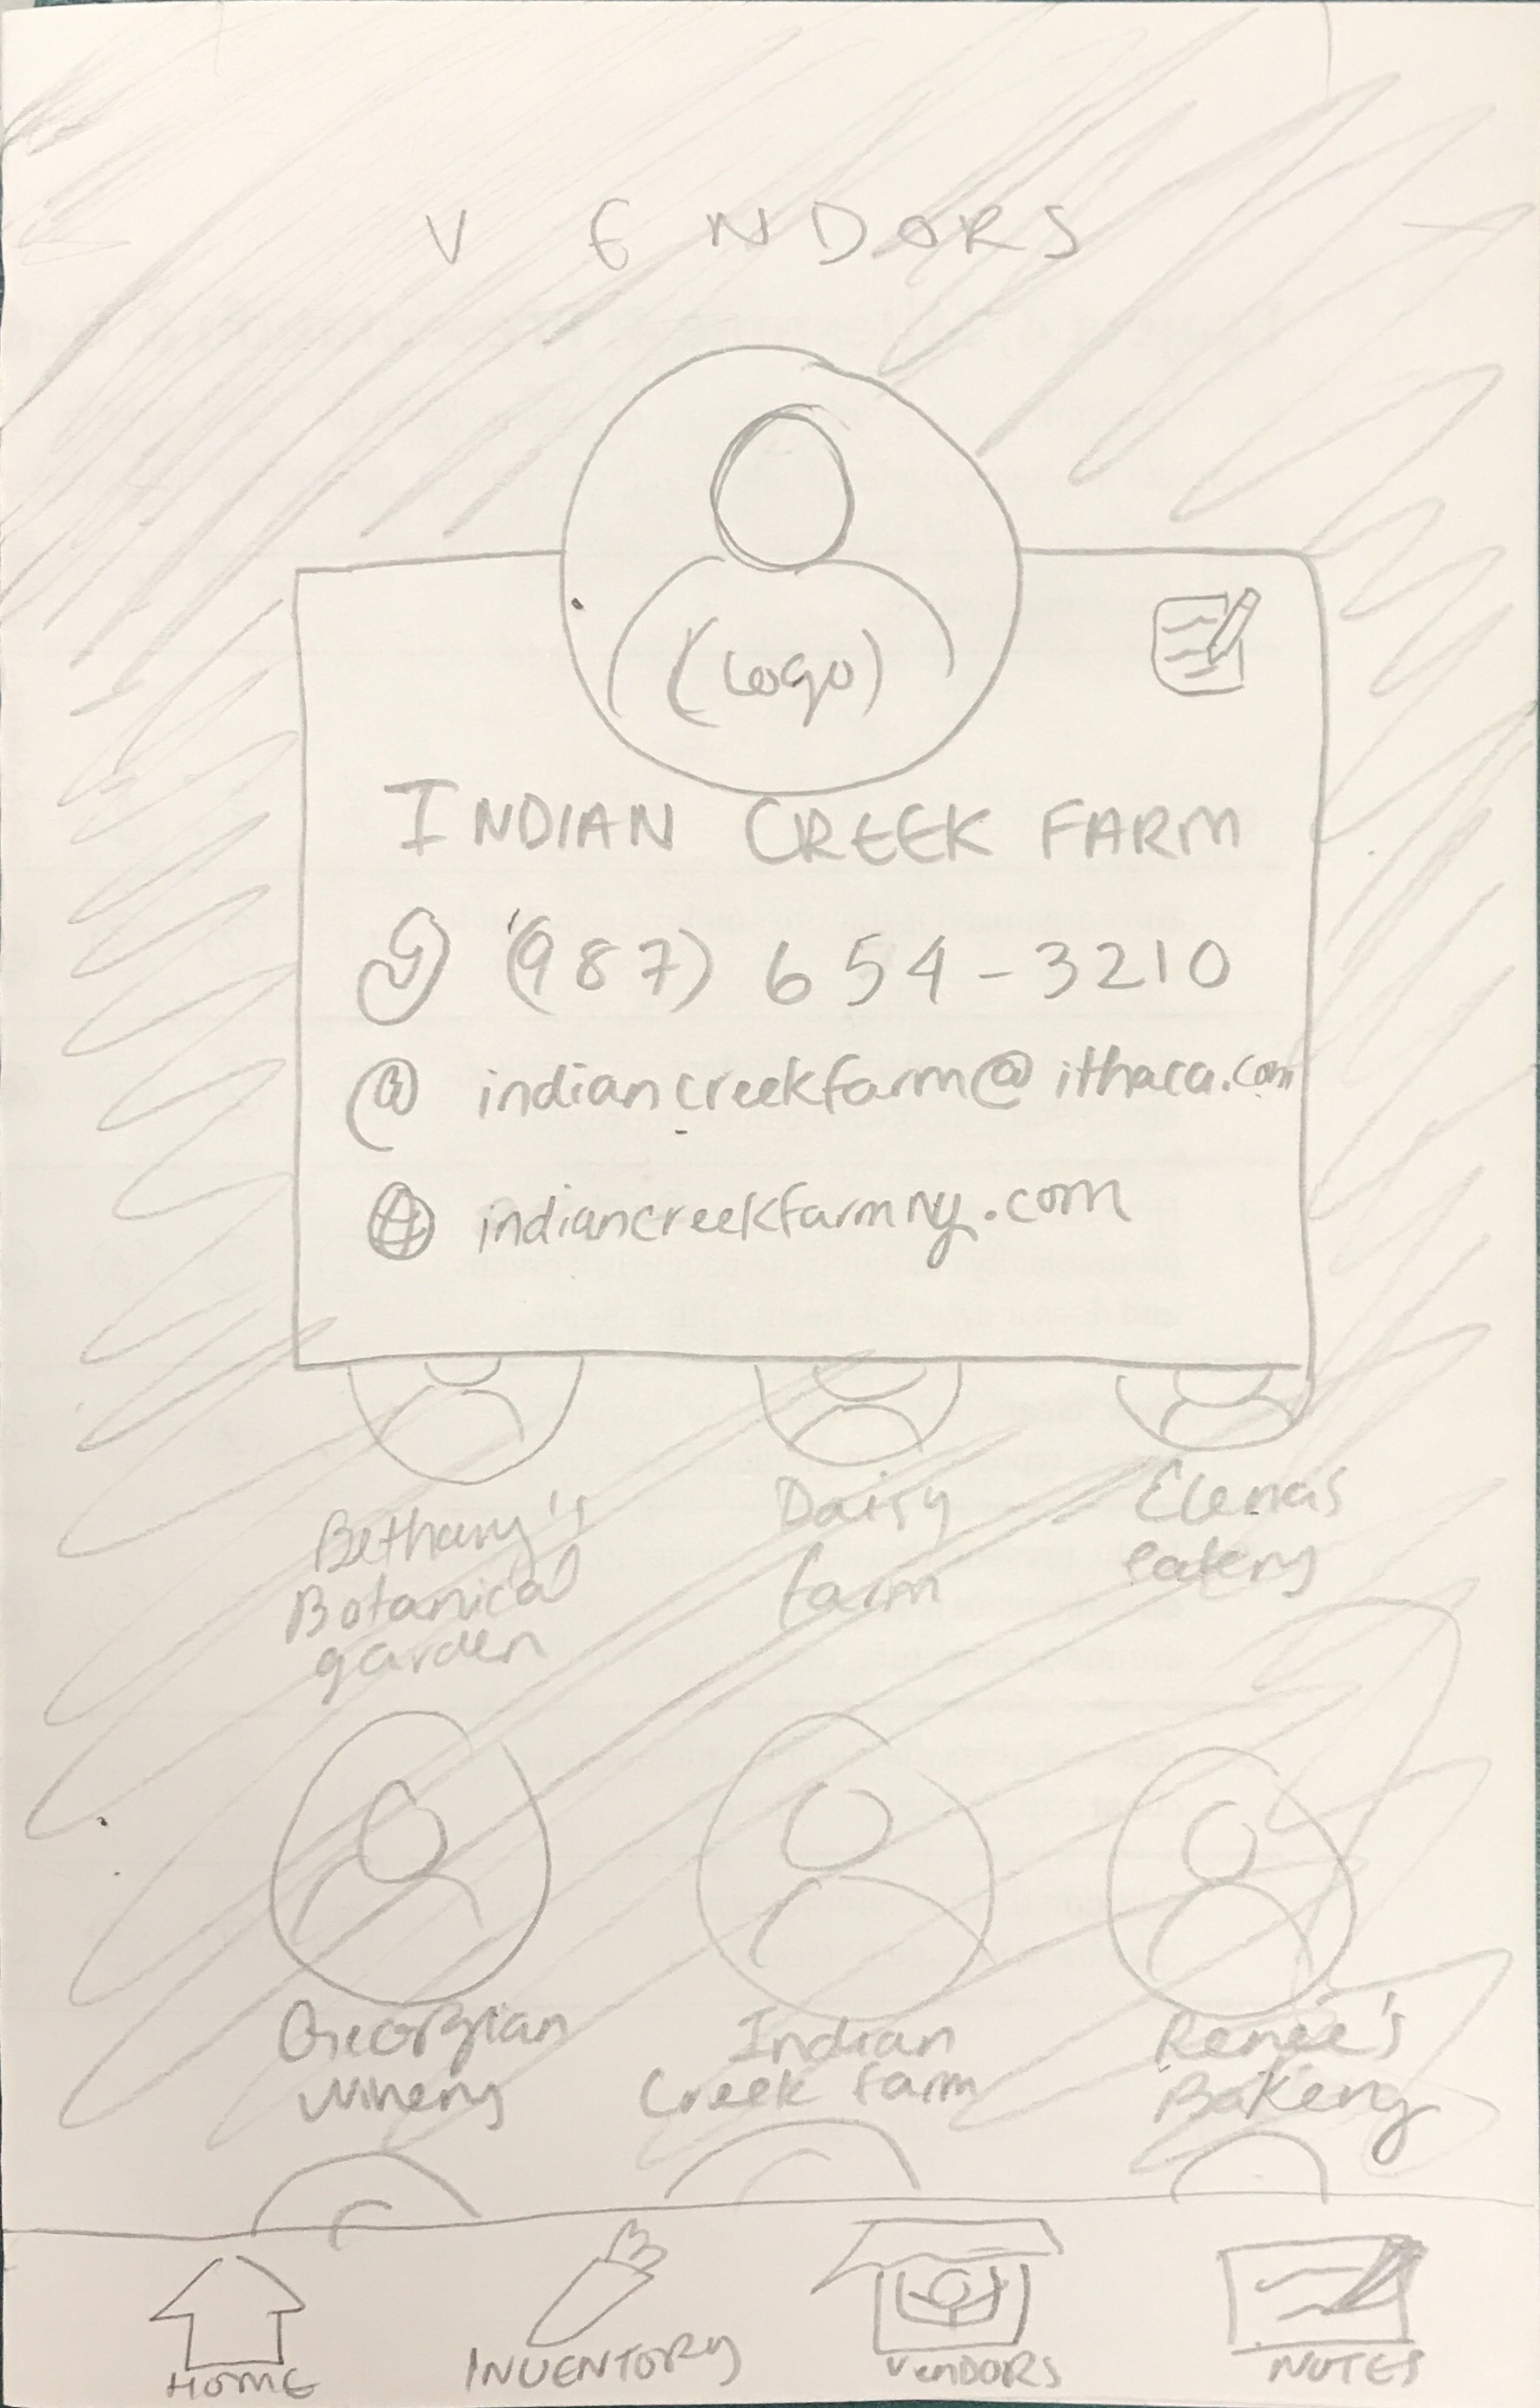 VENDORS
(Logo)
INDIAN CREEK FARM
(987) 654-3210
@ indiancreekfarm@ithaca.com
indiancreekfarmny.com
Bethany's
Botanical
garden
Daisy
farm
Elena's
eatery
Georgian
winery
Indian
Creek farm
Renee's
Bakery
HOME
INVENTORY
VENDORS
NOTES